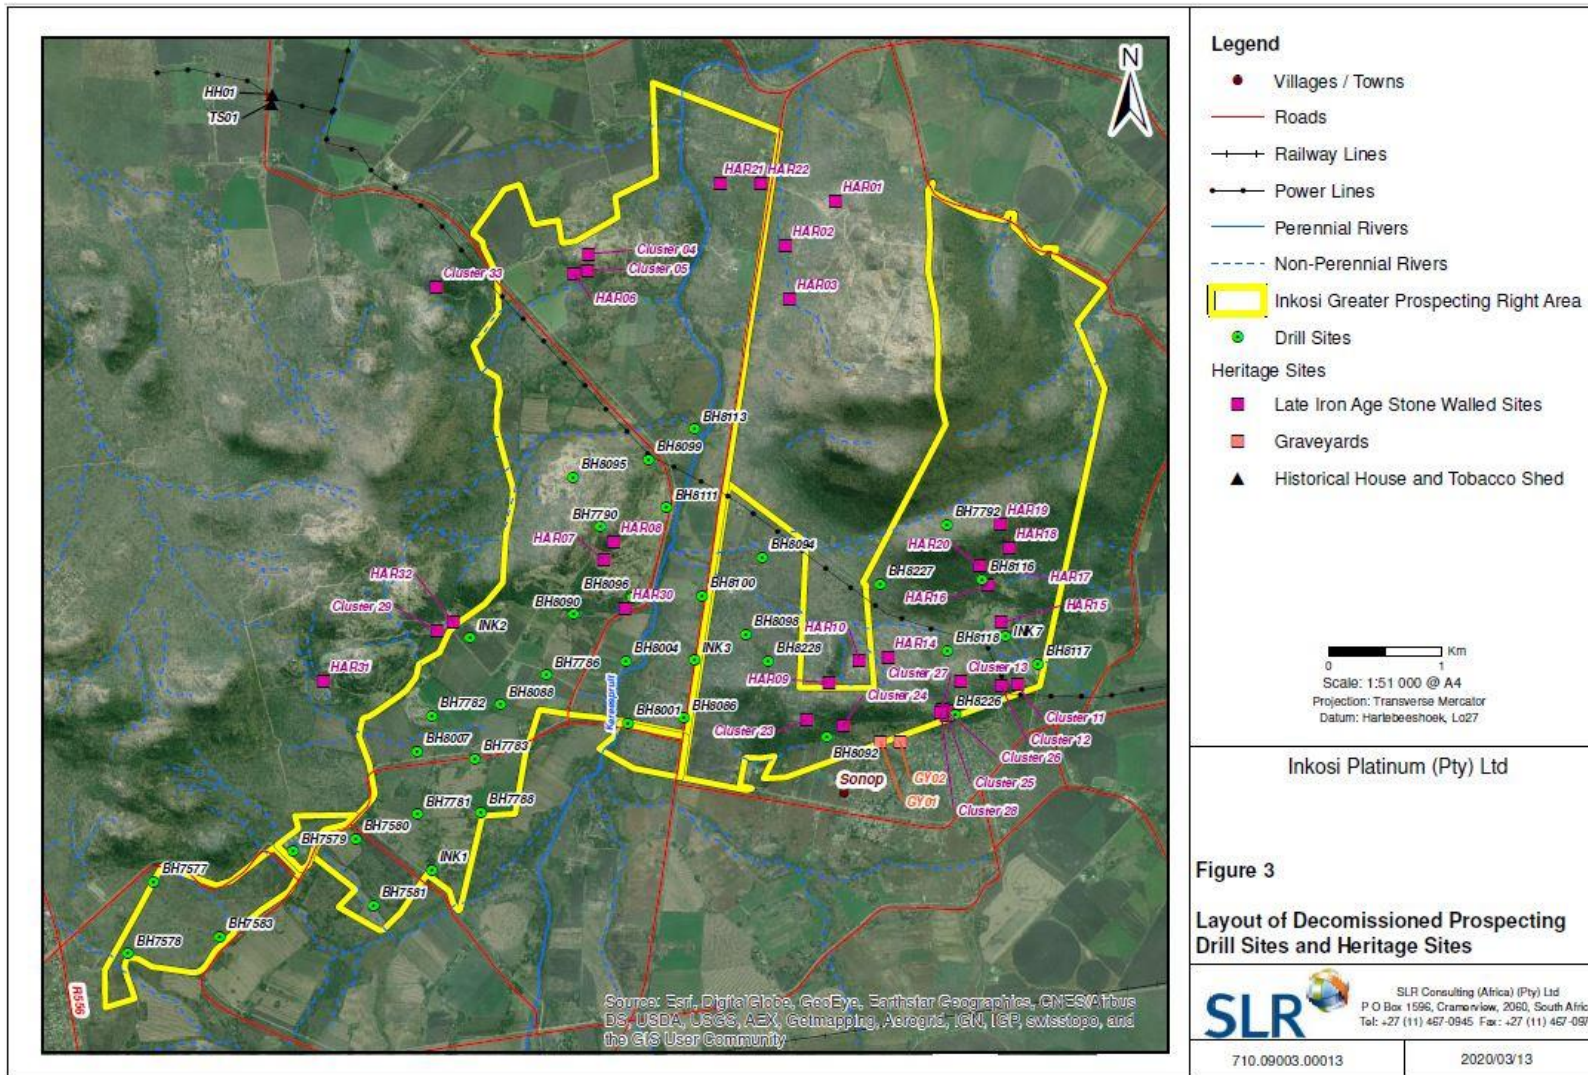 HH01
TS01
N
HAR21
HAR22
HAR01
HAR02
HAR03
Cluster 04
Cluster 05
HAR06
Cluster 33
BH8113
BH8099
BH8095
BH8111
BH7790
HAR08
HAR07
BH7792
HAR19
HAR18
HAR20
BH8094
BH8116
HAR17
HAR32
BH8096
BH8100
BH8227
HAR16
Cluster 29
BH8090
HAR30
HAR15
INK2
BH8098
HAR10
BH8118
INK7
HAR31
BH8004
INK3
BH8228
HAR14
BH8117
BH7786
HAR09
Cluster 27
Cluster 13
BH7782
BH8088
Kareespruit
BH8001
BH8086
Cluster 24
BH8226
Cluster 11
Cluster 23
Cluster 12
BH8007
BH7783
BH8092
Cluster 26
Sonop
GY02
Cluster 25
GY01
Cluster 28
BH7781
BH7788
BH7580
BH7579
INK1
BH7577
BH7581
BH7583
BH7578
R556
Source: Esri, DigitalGlobe, GeoEye, Earthstar Geographics, CNES/Airbus
DS, USDA, USGS, AEX, Getmapping, Aerogrid, IGN, IGP, swisstopo, and
the GIS User Community
Legend
Villages / Towns
Roads
Railway Lines
Power Lines
Perennial Rivers
Non-Perennial Rivers
Inkosi Greater Prospecting Right Area
Drill Sites
Heritage Sites
Late Iron Age Stone Walled Sites
Graveyards
Historical House and Tobacco Shed
Km
0 1
Scale: 1:51 000 @ A4
Projection: Transverse Mercator
Datum: Hartebeeshoek, Lo27
Inkosi Platinum (Pty) Ltd
Figure 3
Layout of Decomissioned Prospecting
Drill Sites and Heritage Sites
SLR
SLR Consulting (Africa) (Pty) Ltd
P O Box 1596, Cramerview, 2060, South Afric
Tel: +27 (11) 467-0945 Fax: +27 (11) 467-097
710.09003.00013
2020/03/13